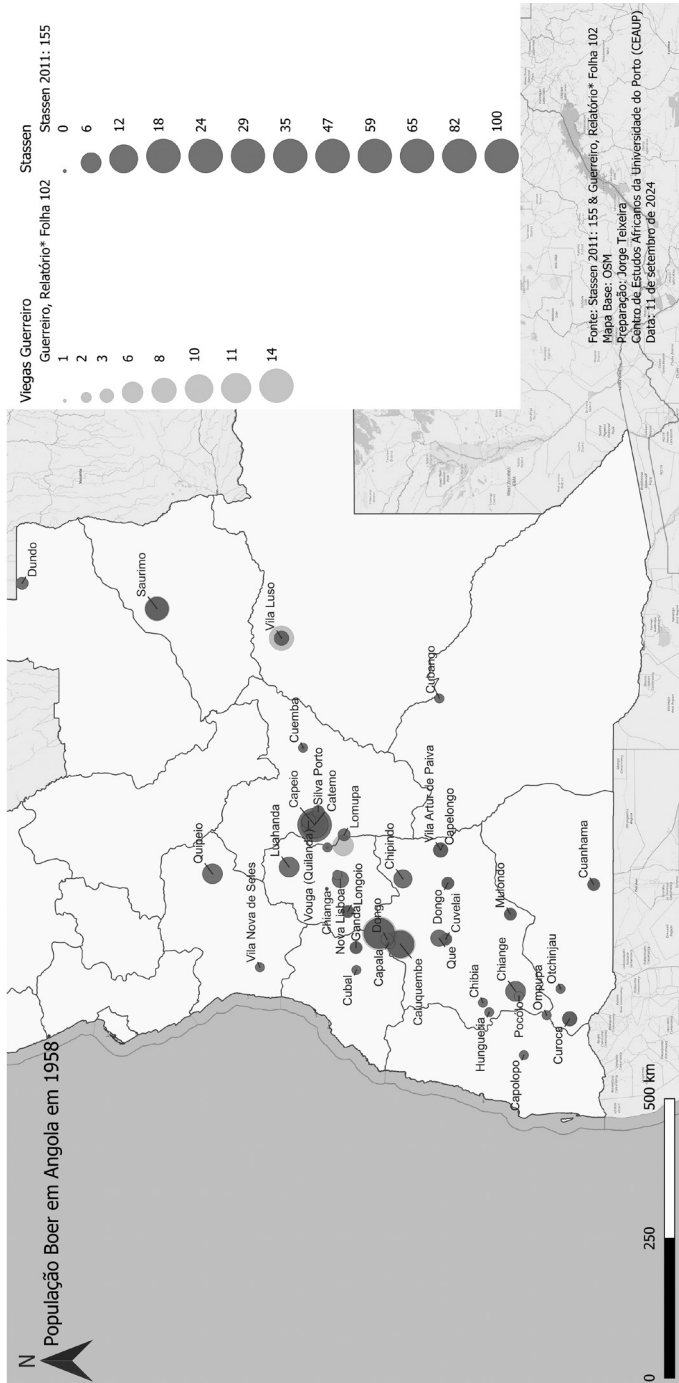 N
População Boer em Angola em 1958*
Viegas Guerreiro
Guerreiro, Relatório* Folha 102
1
2
3
6
8
10
11
14
Stassen
Stassen 2011: 155
0
6
12
18
24
29
35
47
59
65
82
100
Dundo
Saurimo
Vila Luso
Cuemba
Capeio
Silva Porto
Catemo
Lomupa
Luahanda
Vouga (Quilanda)
Quipeio
Vila Nova de Seles
Chianga*
Nova Lisboa
Longolo
Ganda
Cubal
Dongo
Capala
Caluquembe
Chipindo
Cubango
Vila Artur de Paiva
Capelongo
Dongo
Cuvelai
Que
Mulondo
Cuanhama
Chibia
Hunguéria
Chiange
Pocolo
Ompupa
Otchinjau
Curoca
Capolopo
0
250
500 km
Fonte: Stassen 2011: 155 & Guerreiro, Relatório* Folha 102
Mapa Base: OSM
Preparação: Jorge Teixeira
Centro de Estudos Africanos da Universidade do Porto (CEAUP)
Data: 11 de setembro de 2024